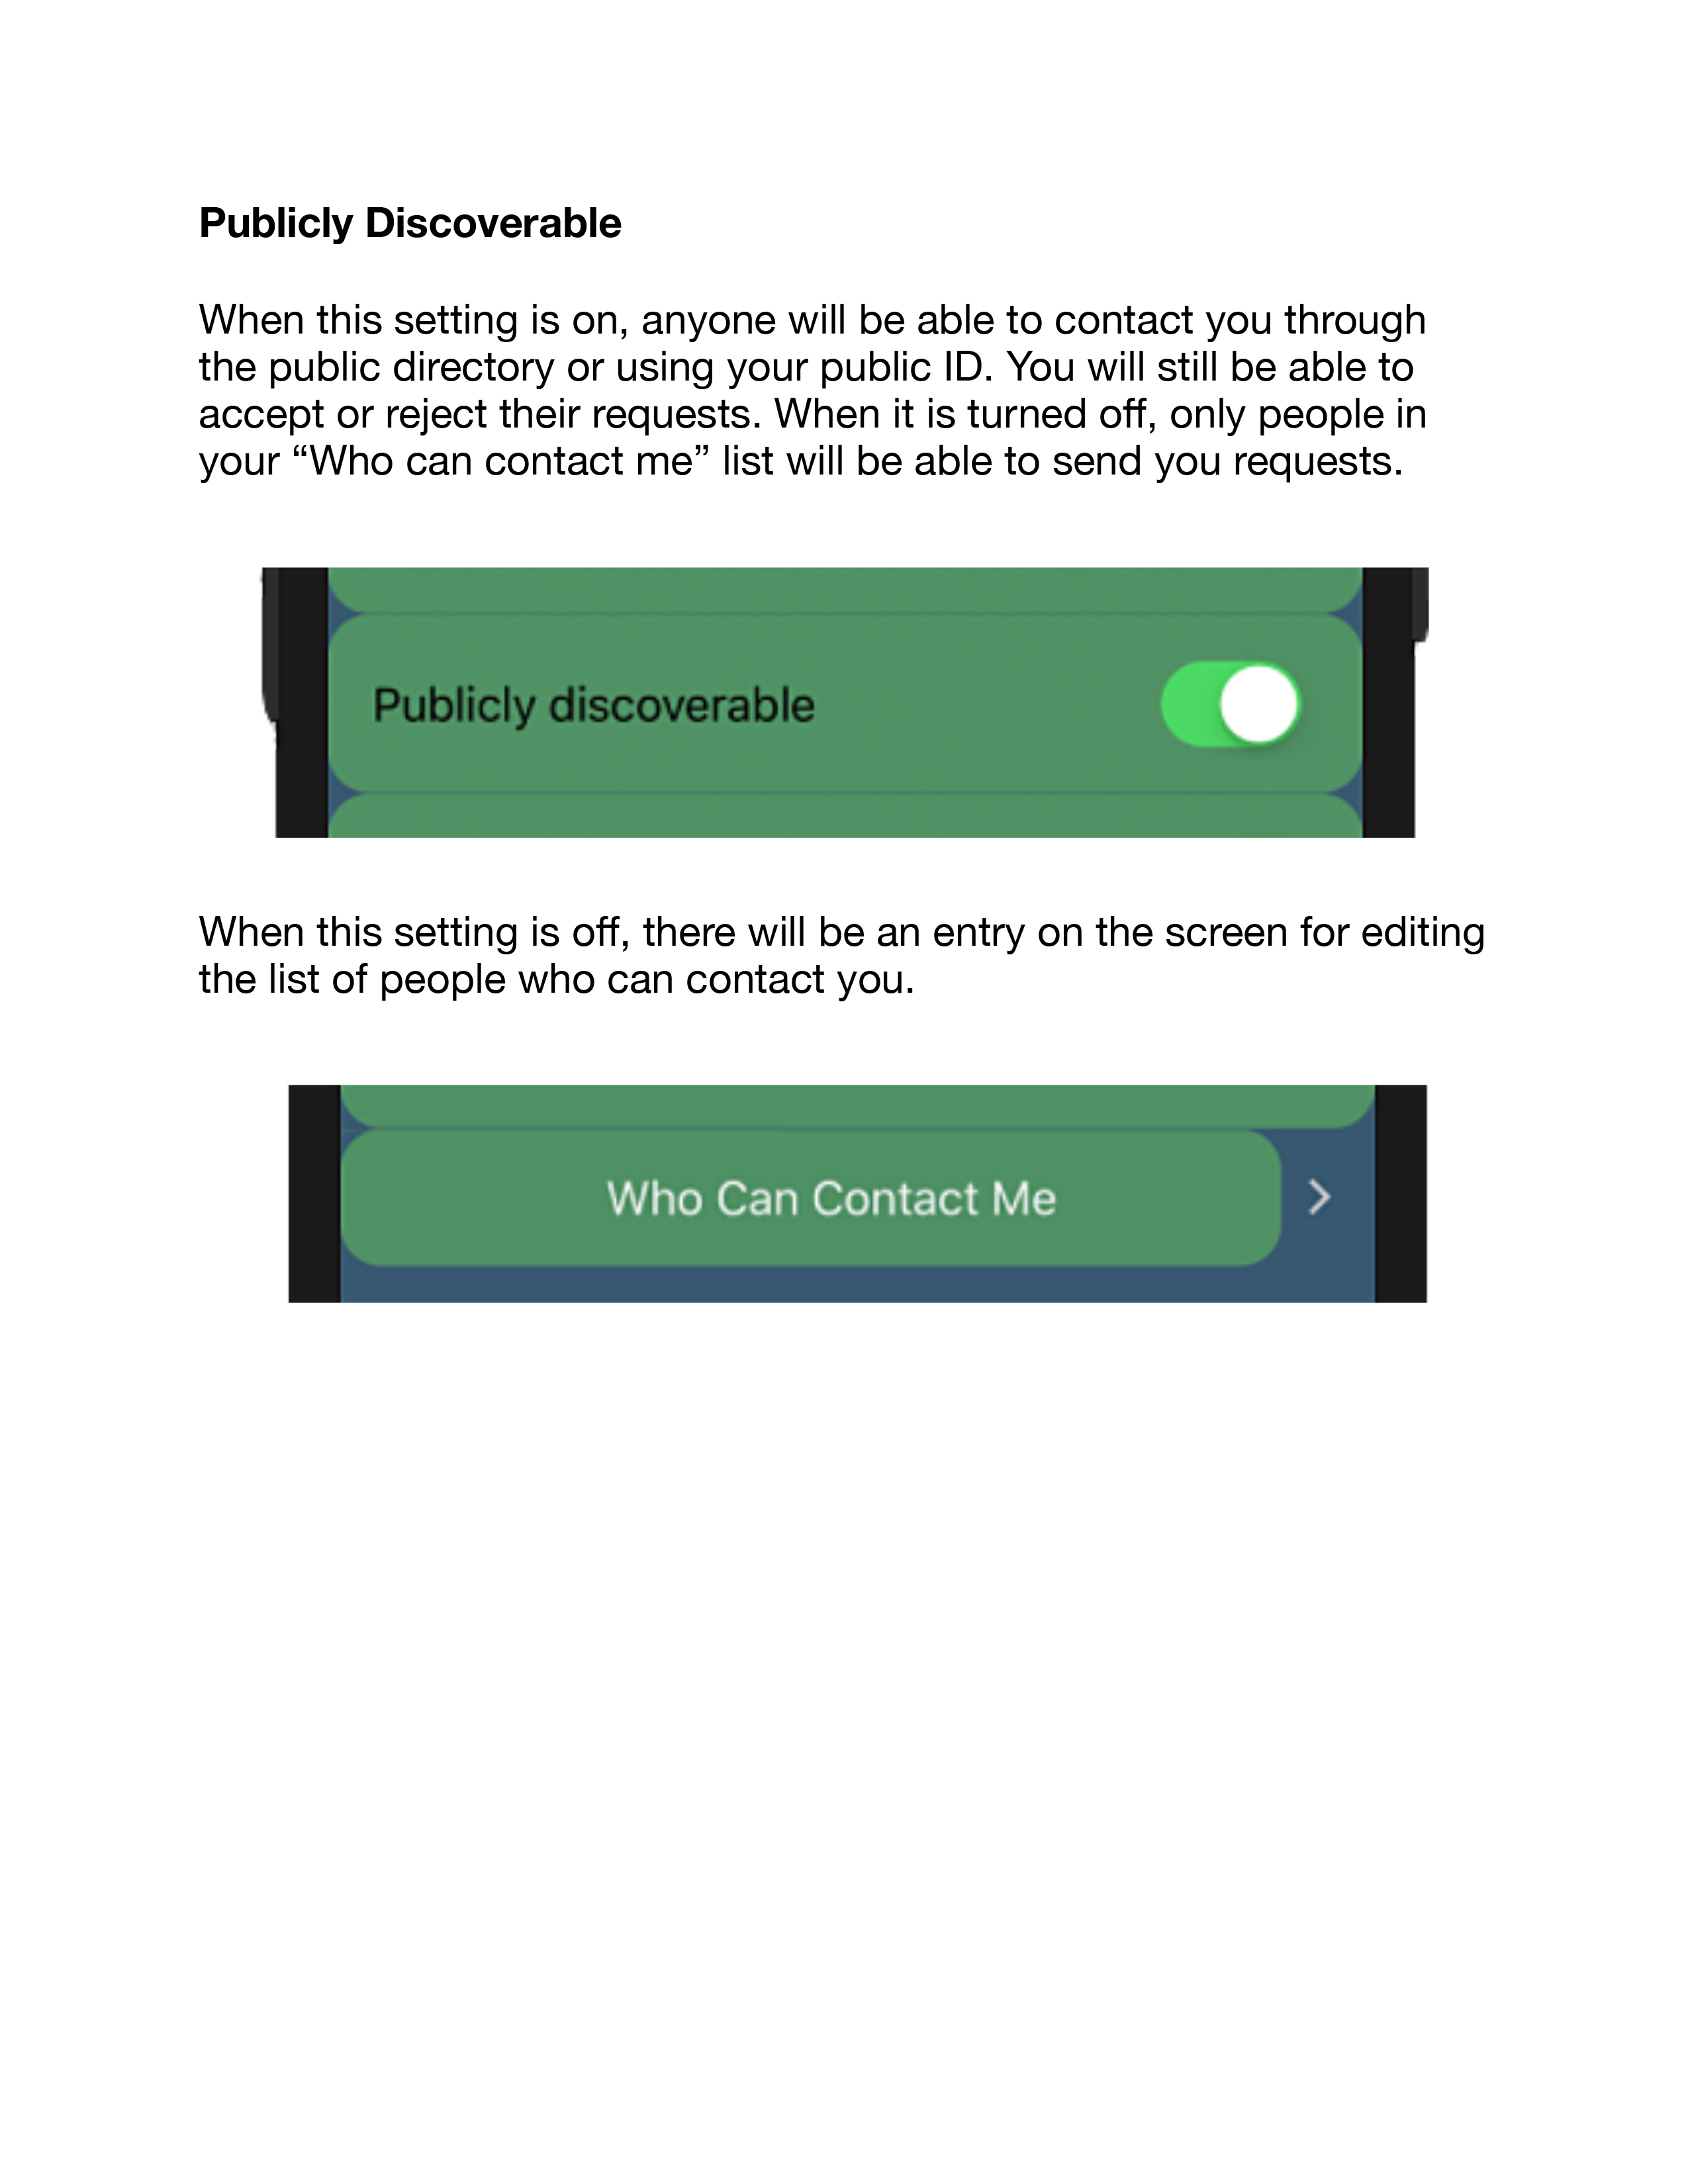 Publicly Discoverable
When this setting is on, anyone will be able to contact you through
the public directory or using your public ID. You will still be able to
accept or reject their requests. When it is turned off, only people in
your “Who can contact me” list will be able to send you requests.
Publicly discoverable
When this setting is off, there will be an entry on the screen for editing
the list of people who can contact you.
Who Can Contact Me